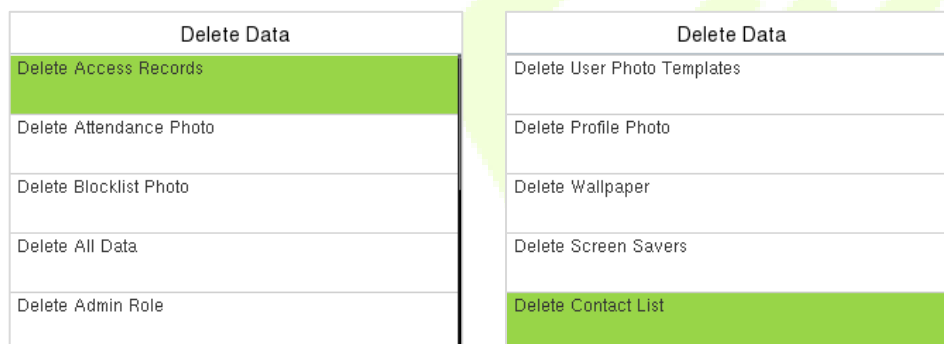 Delete Data
Delete Access Records
Delete Attendance Photo
Delete Blocklist Photo
Delete All Data
Delete Admin Role
Delete Data
Delete User Photo Templates
Delete Profile Photo
Delete Wallpaper
Delete Screen Savers
Delete Contact List